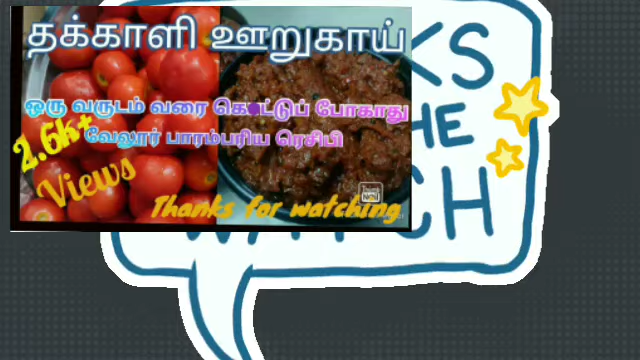 தக்காளி ஊறுகாய்
ஒரு வருடம் வரை கெட்டுப் போகாது
வேலூர் பாரம்பரிய ரெசிபி
2.6k+
Views
Thanks for watching
KS
HE
CH